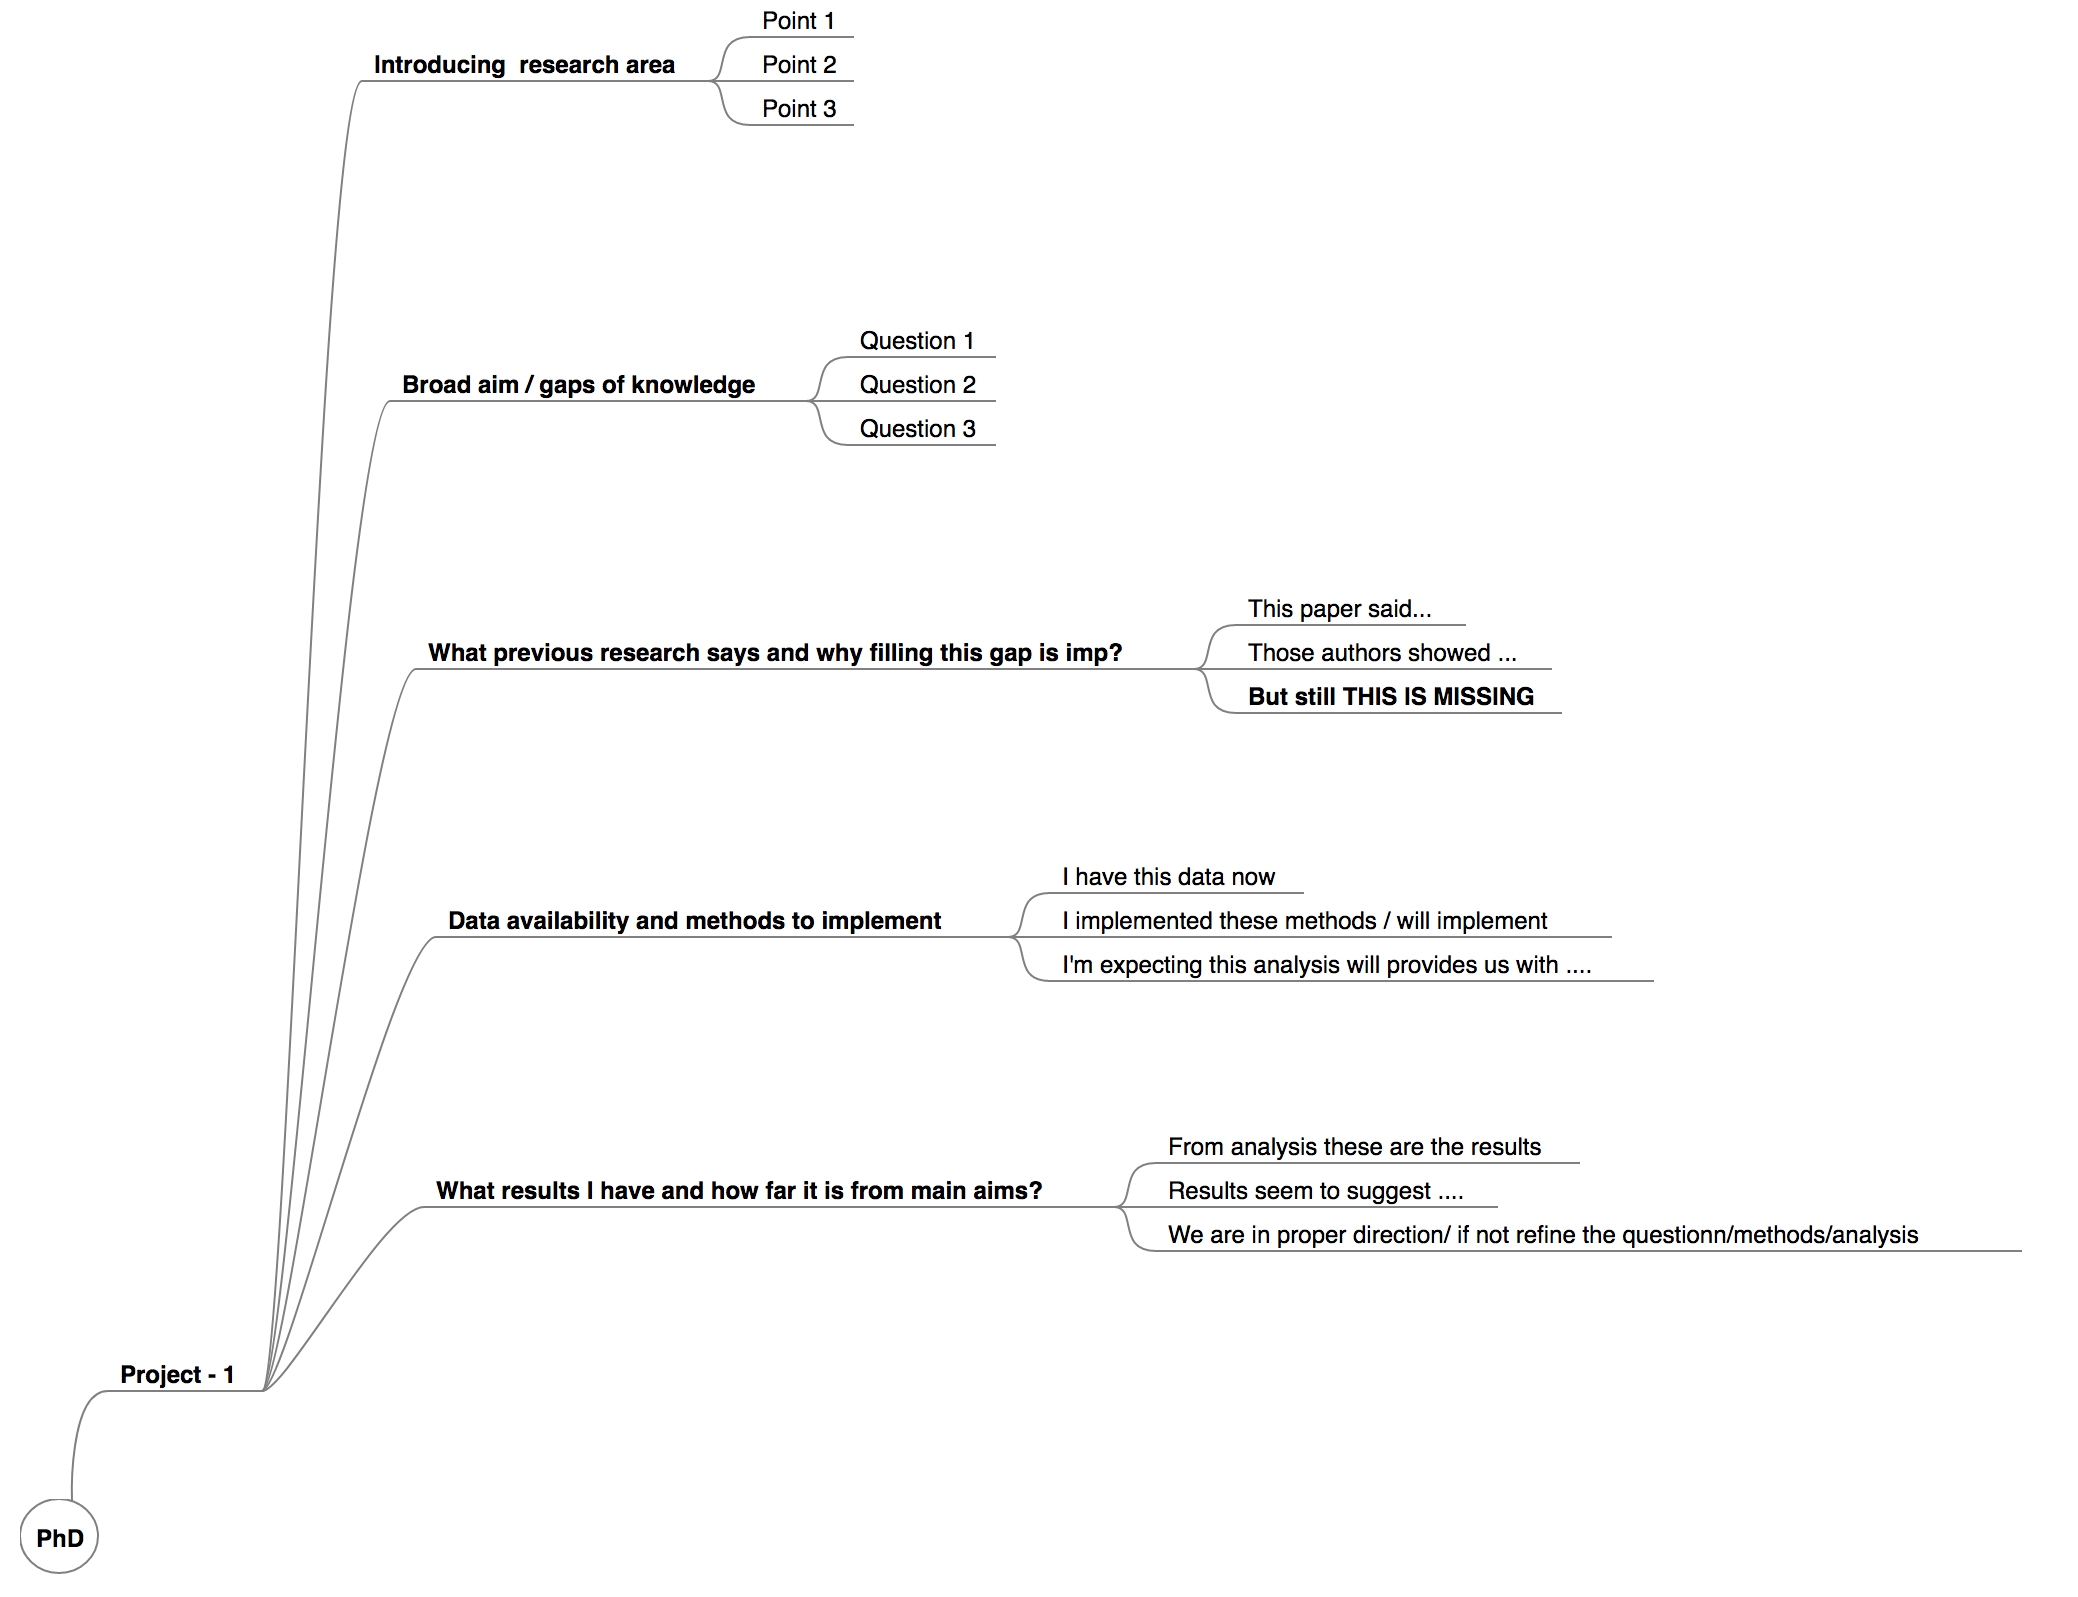 Point 1
Introducing  research area
Point 2
Point 3
Question 1
Broad aim / gaps of knowledge
Question 2
Question 3
This paper said...
What previous research says and why filling this gap is imp?
Those authors showed ...
But still THIS IS MISSING
I have this data now
Data availability and methods to implement
I implemented these methods / will implement
I'm expecting this analysis will provides us with ....
From analysis these are the results
What results I have and how far it is from main aims?
Results seem to suggest ....
We are in proper direction/ if not refine the questionn/methods/analysis
Project - 1
PhD